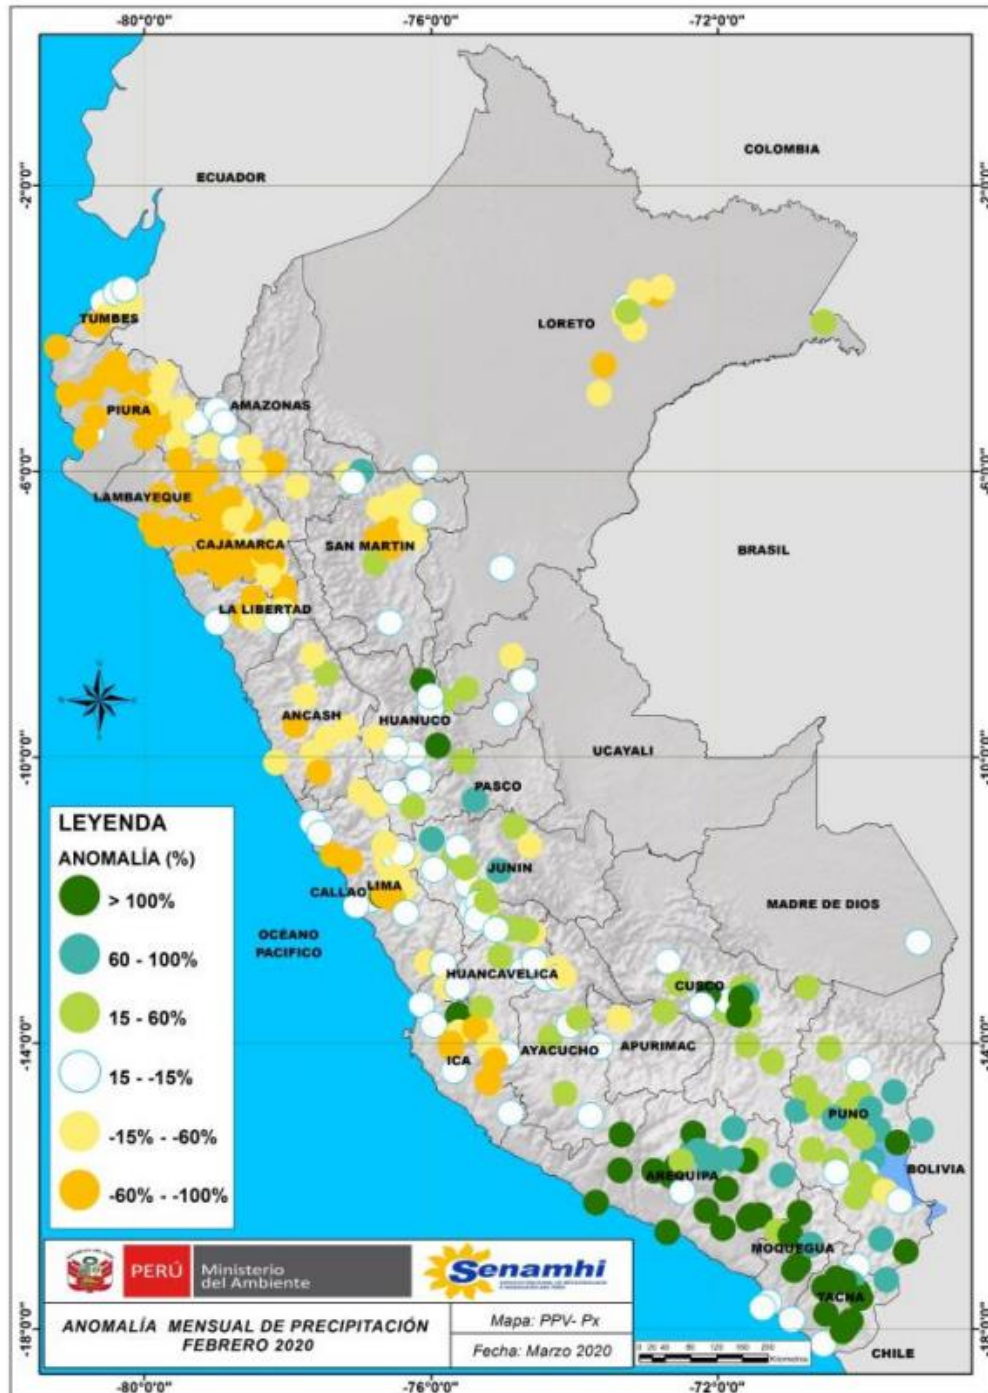 -80°0'0"
-76°0'0"
-72°0'0"
COLOMBIA
ECUADOR
-2°0'0"
-2°0'0"
TUMBES
LORETO
PIURA
AMAZONAS
-6°0'0"
-6°0'0"
LAMBAYEQUE
CAJAMARCA
SAN MARTIN
BRASIL
LA LIBERTAD
ANCASH
HUANUCO
UCAYALI
-10°0'0"
-10°0'0"
PASCO
JUNIN
CALLAO
LIMA
MADRE DE DIOS
OCÉANO
PACIFICO
HUANCAVELICA
CUSCO
ICA
AYACUCHO
APURIMAC
-14°0'0"
-14°0'0"
PUNO
AREQUIPA
BOLIVIA
MOQUEGUA
TACNA
-18°0'0"
-18°0'0"
CHILE
LEYENDA
ANOMALÍA (%)
> 100%
60 - 100%
15 - 60%
15 - -15%
-15% - -60%
-60% - -100%
PERÚ
Ministerio
del Ambiente
Senamhi
ANOMALÍA MENSUAL DE PRECIPITACIÓN
FEBRERO 2020
Mapa: PPV- Px
Fecha: Marzo 2020
-80°0'0"
-76°0'0"
-72°0'0"